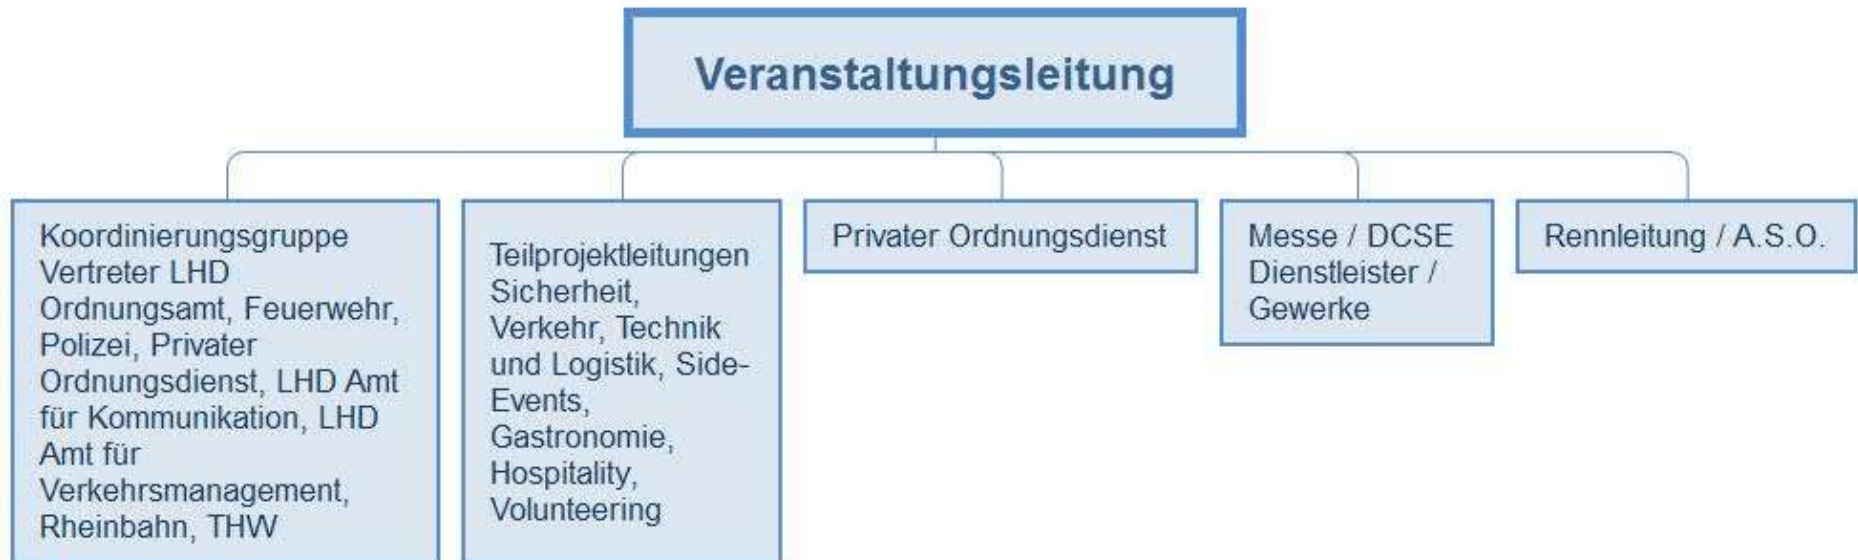 Veranstaltungsleitung
Koordinierungsgruppe
Vertreter LHD
Ordnungsamt, Feuerwehr,
Polizei, Privater
Ordnungsdienst, LHD Amt
für Kommunikation, LHD
Amt für
Verkehrsmanagement,
Rheinbahn, THW
Teilprojektleitungen
Sicherheit,
Verkehr, Technik
und Logistik, Side-
Events,
Gastronomie,
Hospitality,
Volunteering
Privater Ordnungsdienst
Messe / DCSE
Dienstleister /
Gewerke
Rennleitung / A.S.O.